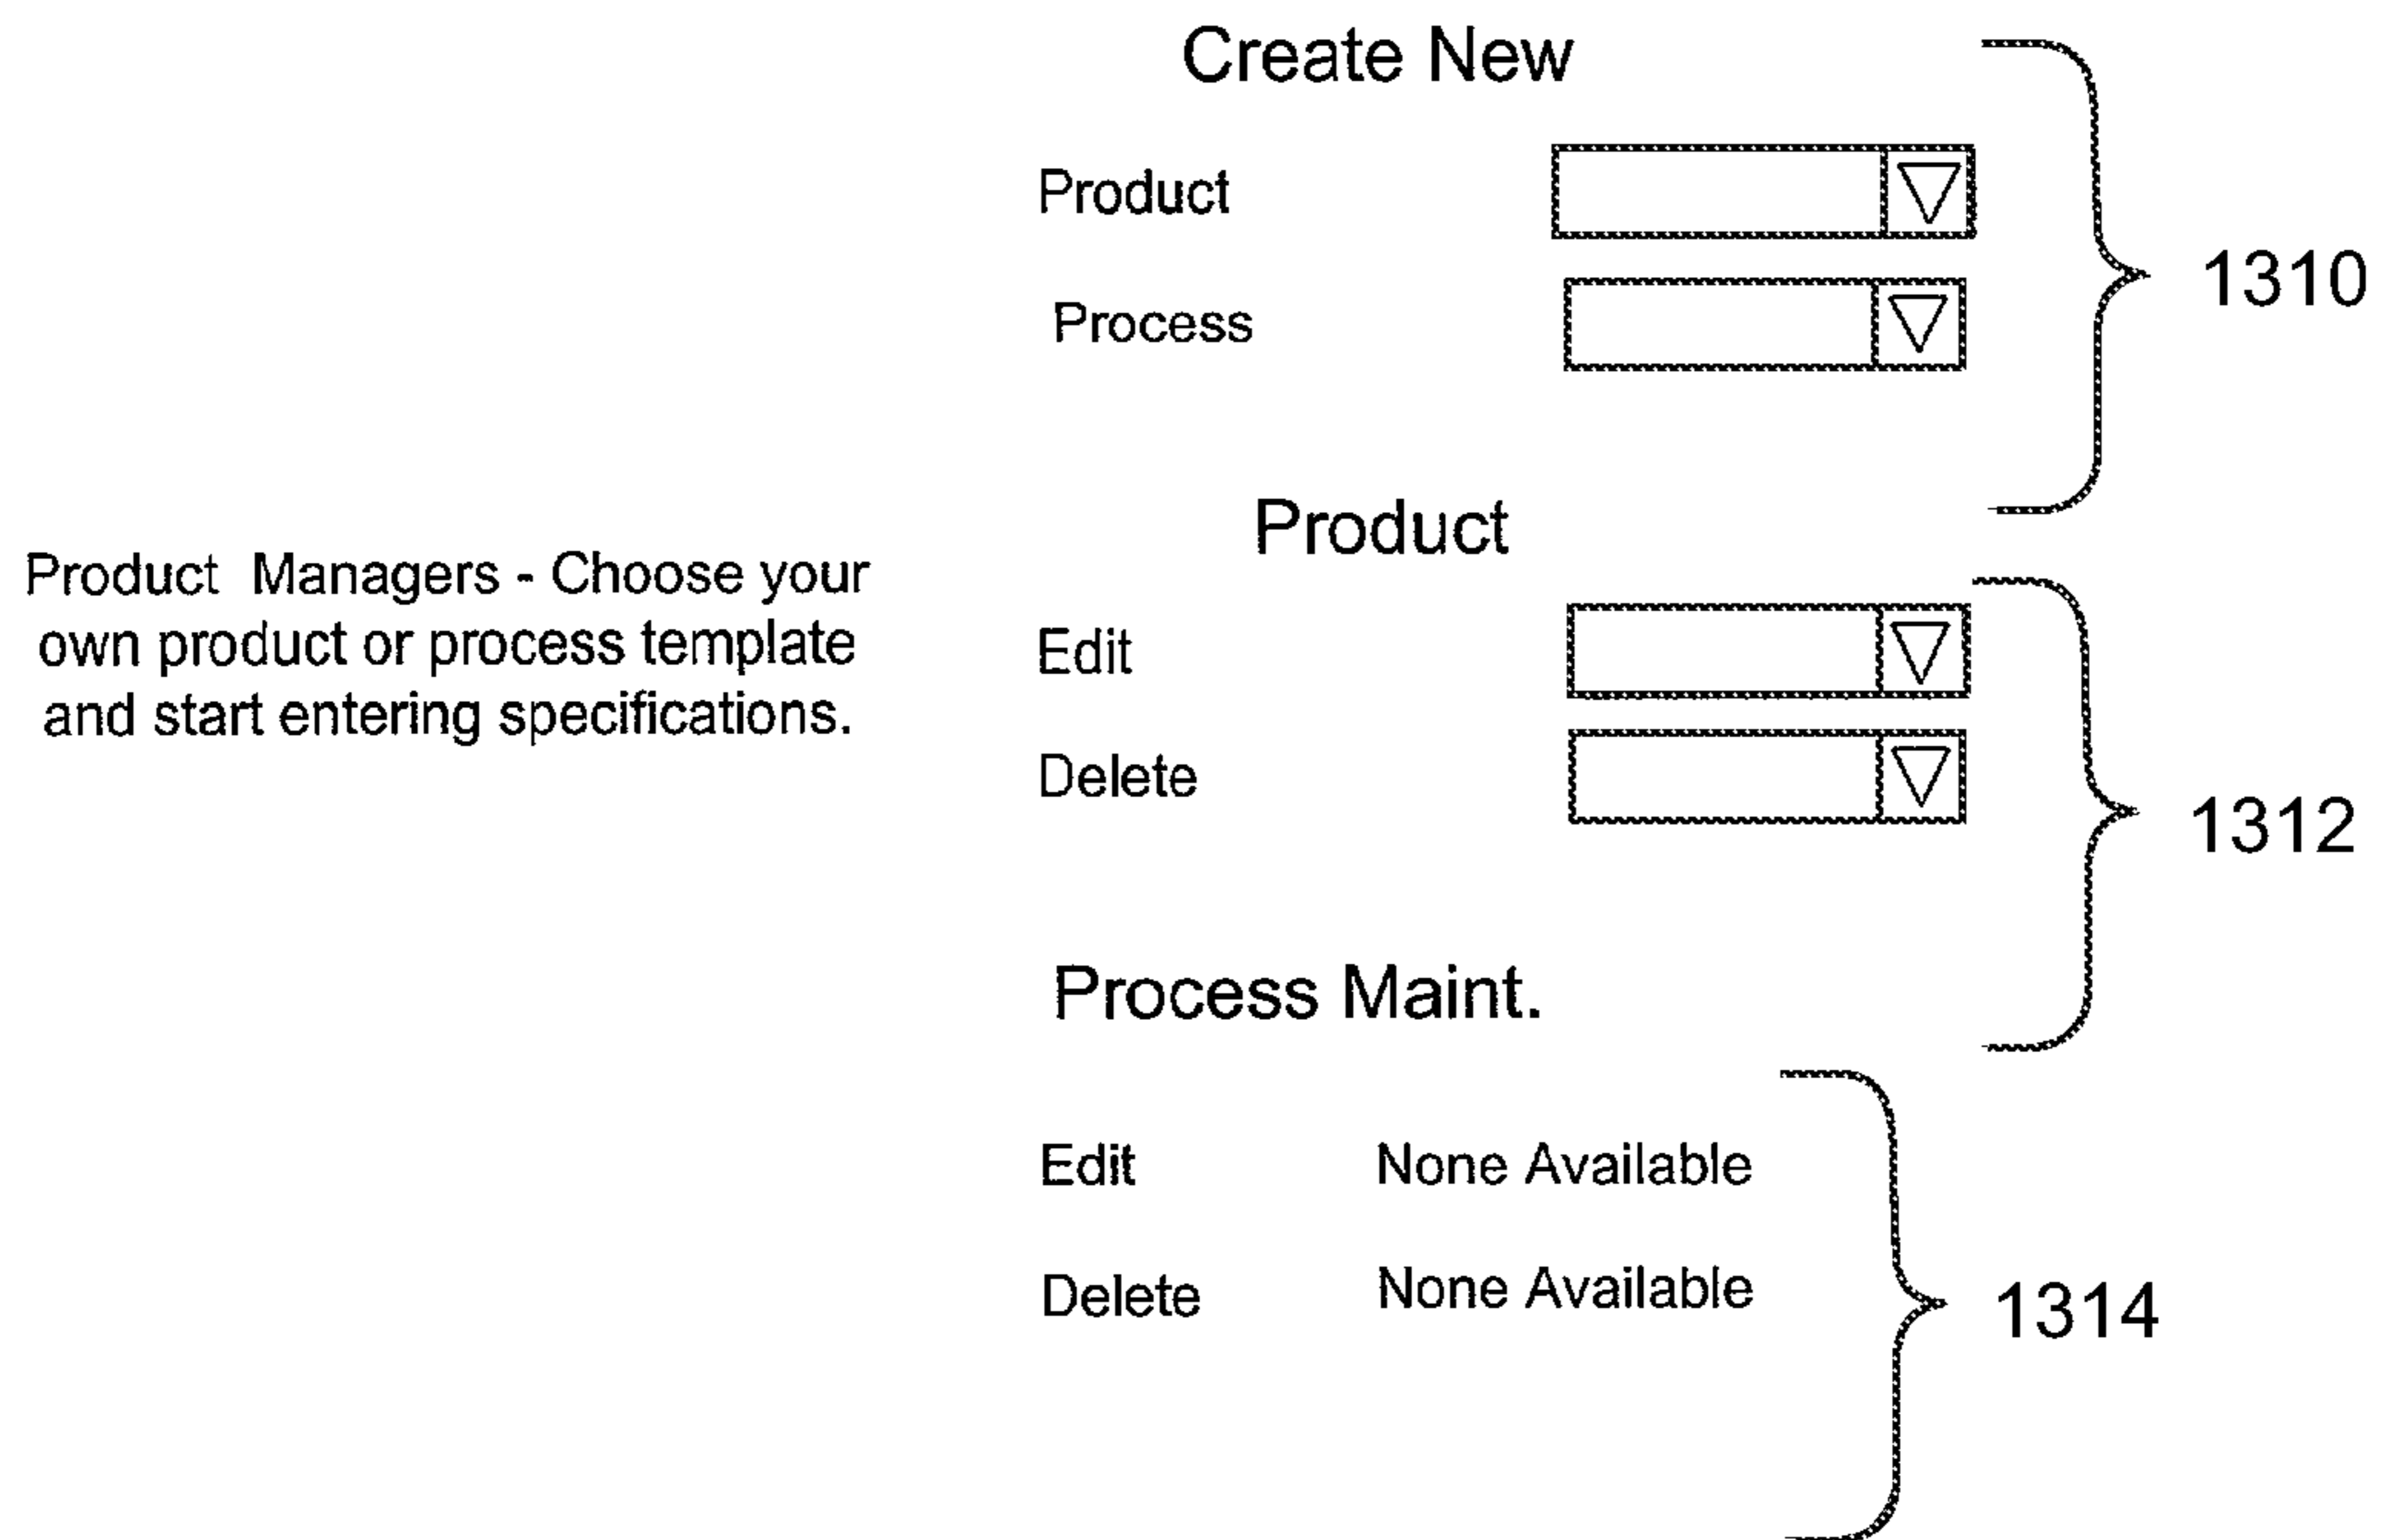 Create New
Product
Process
1310
Product Managers - Choose your
own product or process template
and start entering specifications.
Product
Edit
Delete
1312
Process Maint.
Edit None Available
Delete None Available
1314